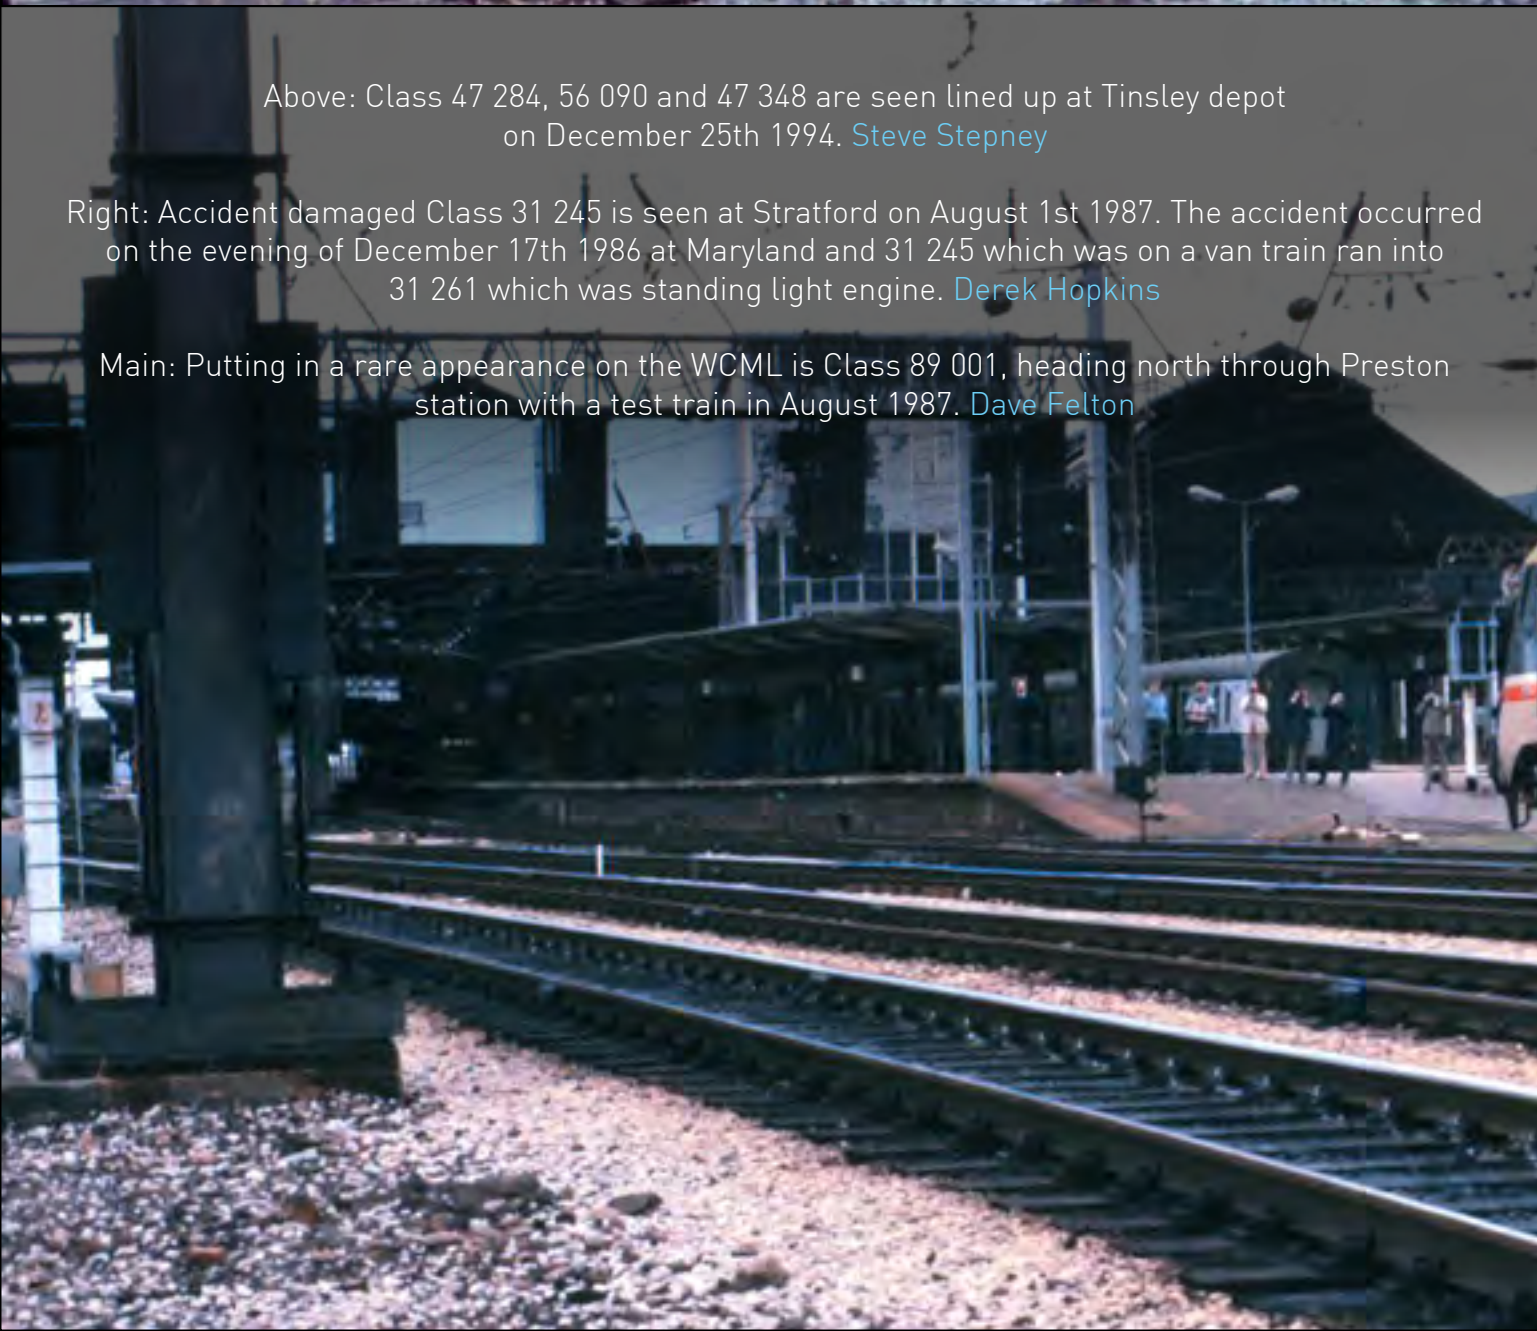 Above: Class 47 284, 56 090 and 47 348 are seen lined up at Tinsley depot
on December 25th 1994. Steve Stepney
Right: Accident damaged Class 31 245 is seen at Stratford on August 1st 1987. The accident occurred
on the evening of December 17th 1986 at Maryland and 31 245 which was on a van train ran into
31 261 which was standing light engine. Derek Hopkins
Main: Putting in a rare appearance on the WCML is Class 89 001, heading north through Preston
station with a test train in August 1987. Dave Felton